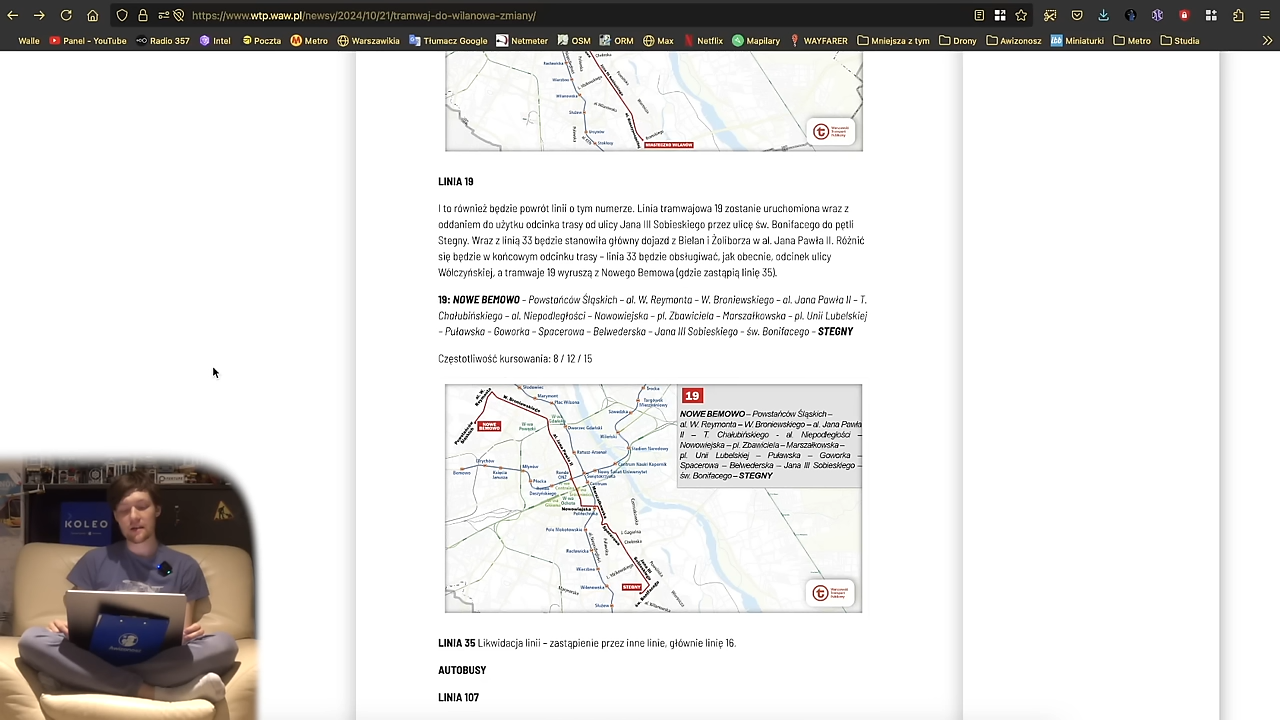 https://www.wtp.waw.pl/newsy/2024/10/21/tramwaj-do-wilanowa-zmiany/
Walle Panel - YouTube Radio 357 Intel Poczta Metro Warszawikia Tłumacz Google Netmeter OSM ORM Max Netflix Mapilary WAYFARER Mniejsza z tym Drony Awizonosz Miniaturki Metro Studia
MIASTECZKO WILANÓW
LINIA 19
I to również będzie powrót linii o tym numerze. Linia tramwajowa 19 zostanie uruchomiona wraz z
oddaniem do użytku odcinka trasy od ulicy Jana III Sobieskiego przez ulicę św. Bonifacego do pętli
Stegny. Wraz z linią 33 będzie stanowiła główny dojazd z Bielan i Żoliborza w al. Jana Pawła II. Różnić
się będzie w końcowym odcinku trasy – linia 33 będzie obsługiwać, jak obecnie, odcinek ulicy
Wólczyńskiej, a tramwaje 19 wyruszą z Nowego Bemowa (gdzie zastąpią linię 35).
19: NOWE BEMOWO – Powstańców Śląskich – al. W. Reymonta – W. Broniewskiego – al. Jana Pawła II – T.
Chałubińskiego – al. Niepodległości – Nowowiejska – pl. Zbawiciela – Marszałkowska – pl. Unii Lubelskiej
– Puławska – Goworka – Spacerowa – Belwederska – Jana III Sobieskiego – św. Bonifacego – STEGNY
Częstotliwość kursowania: 8 / 12 / 15
19
NOWE BEMOWO – Powstańców Śląskich –
al. W. Reymonta – W. Broniewskiego – al. Jana Pawła
II – T. Chałubińskiego - al. Niepodległości –
Nowowiejska – pl. Zbawiciela – Marszałkowska –
pl. Unii Lubelskiej – Puławska – Goworka –
Spacerowa – Belwederska – Jana III Sobieskiego –
św. Bonifacego – STEGNY
NOWE BEMOWO
Nowowiejska
STEGNY
KOLEO
LINIA 35 Likwidacja linii – zastąpienie przez inne linie, głównie linię 16.
AUTOBUSY
LINIA 107